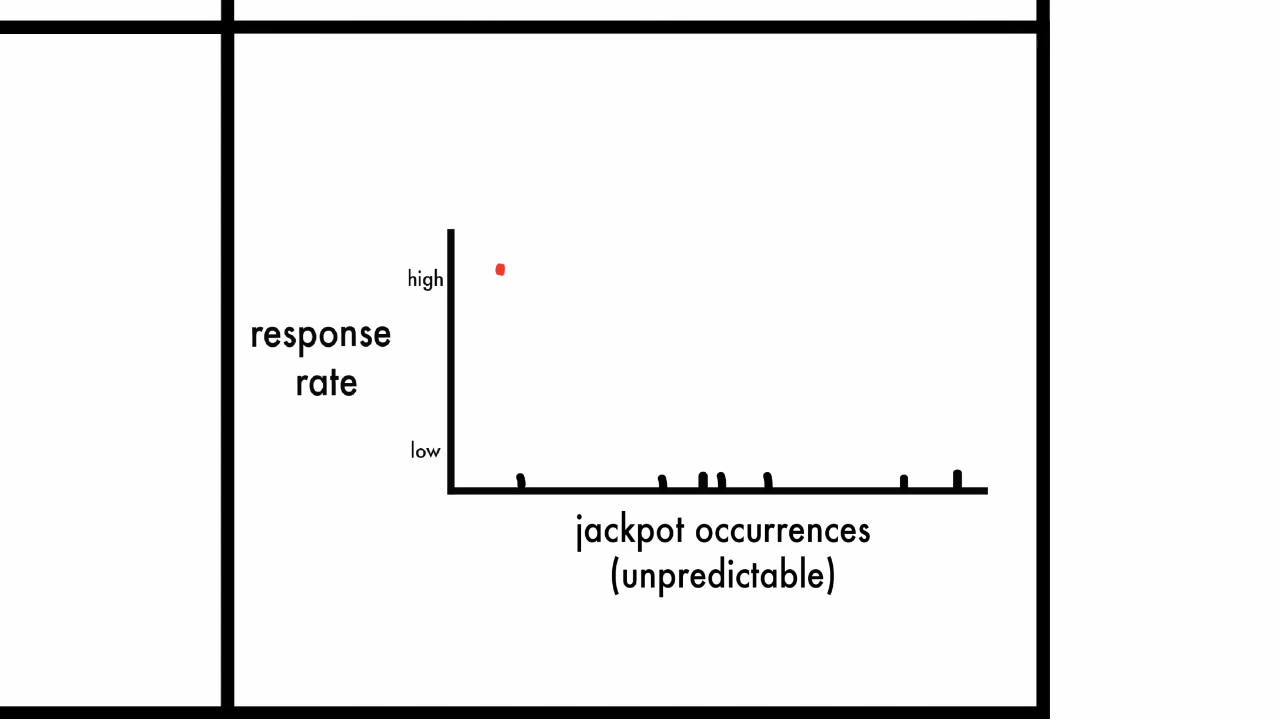 high
response
rate
low
jackpot occurrences
(unpredictable)